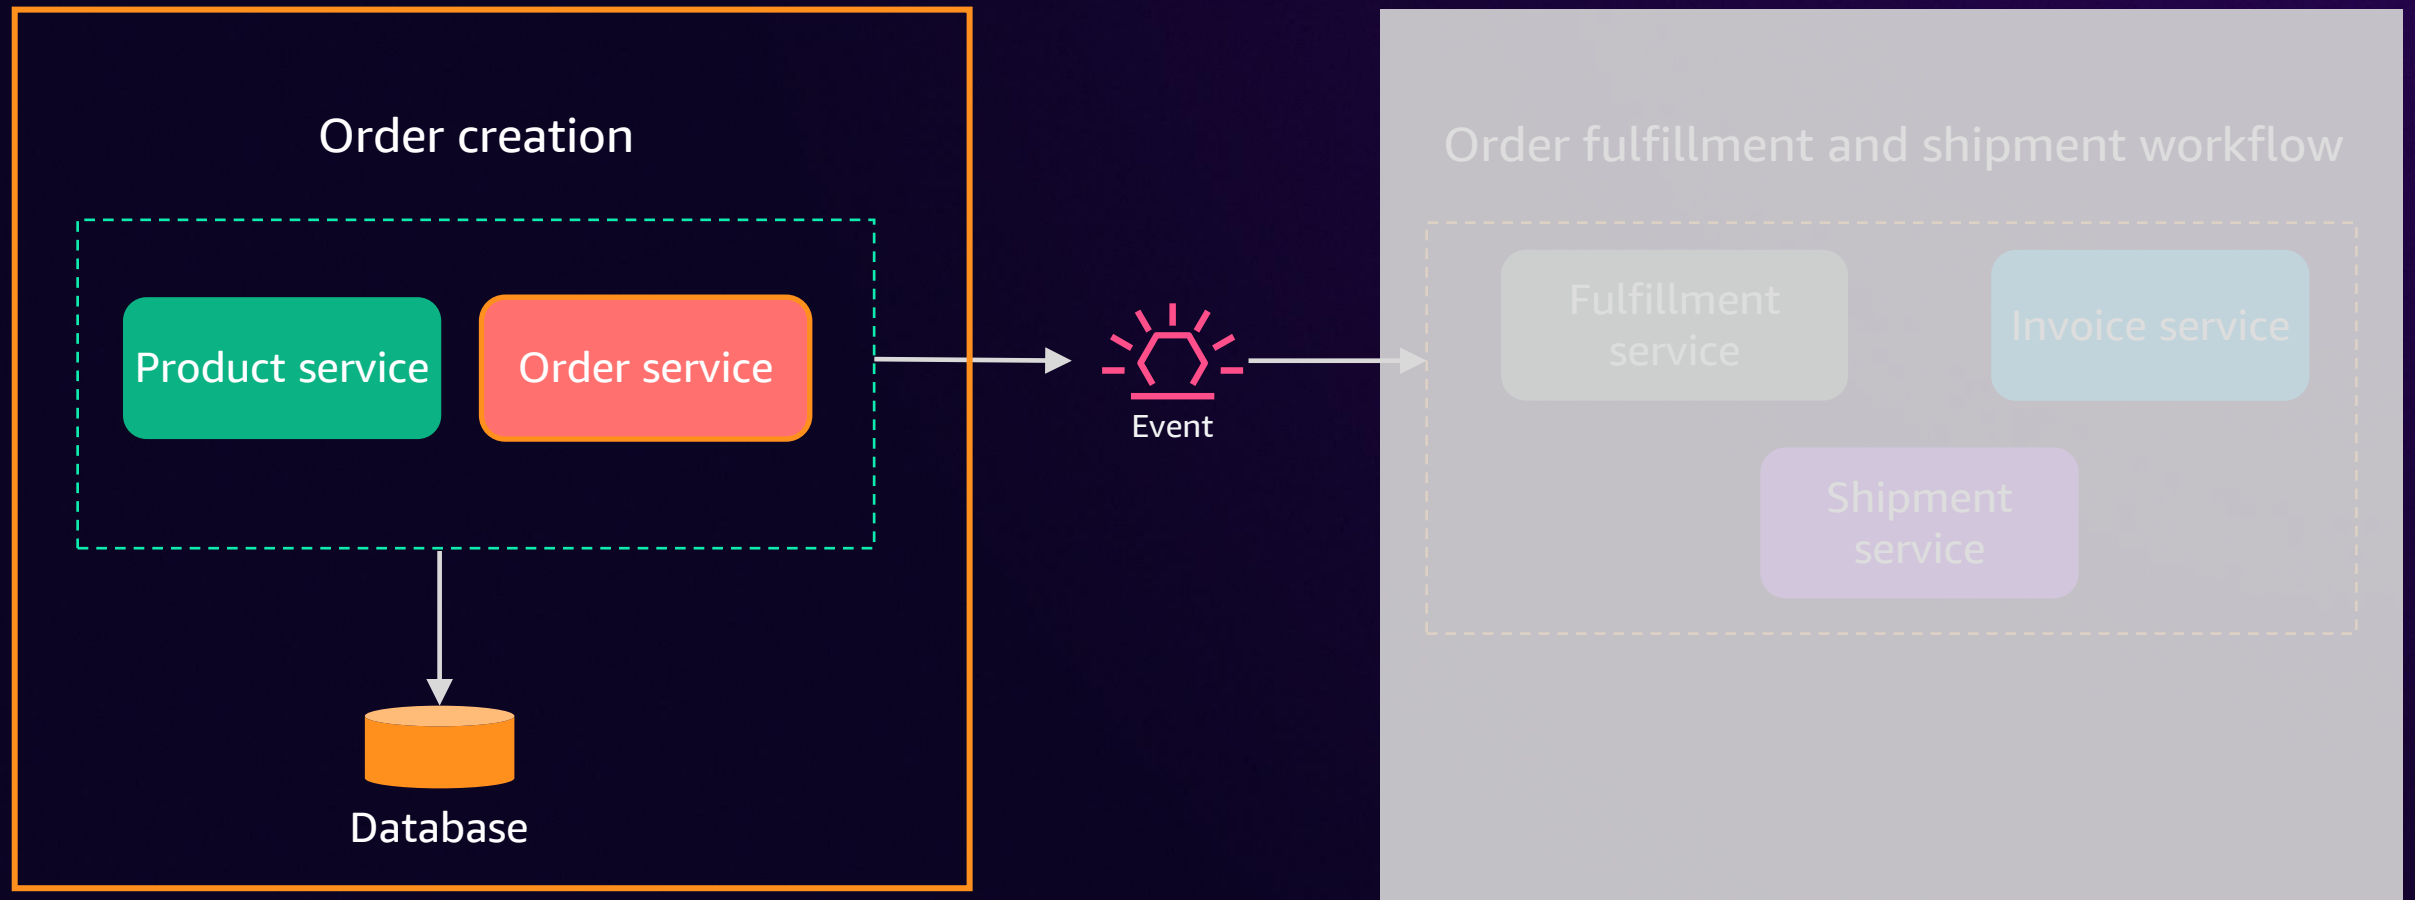 Order creation
Product service
Order service
Database
Event
Order fulfillment and shipment workflow
Fulfillment
service
Invoice service
Shipment
service